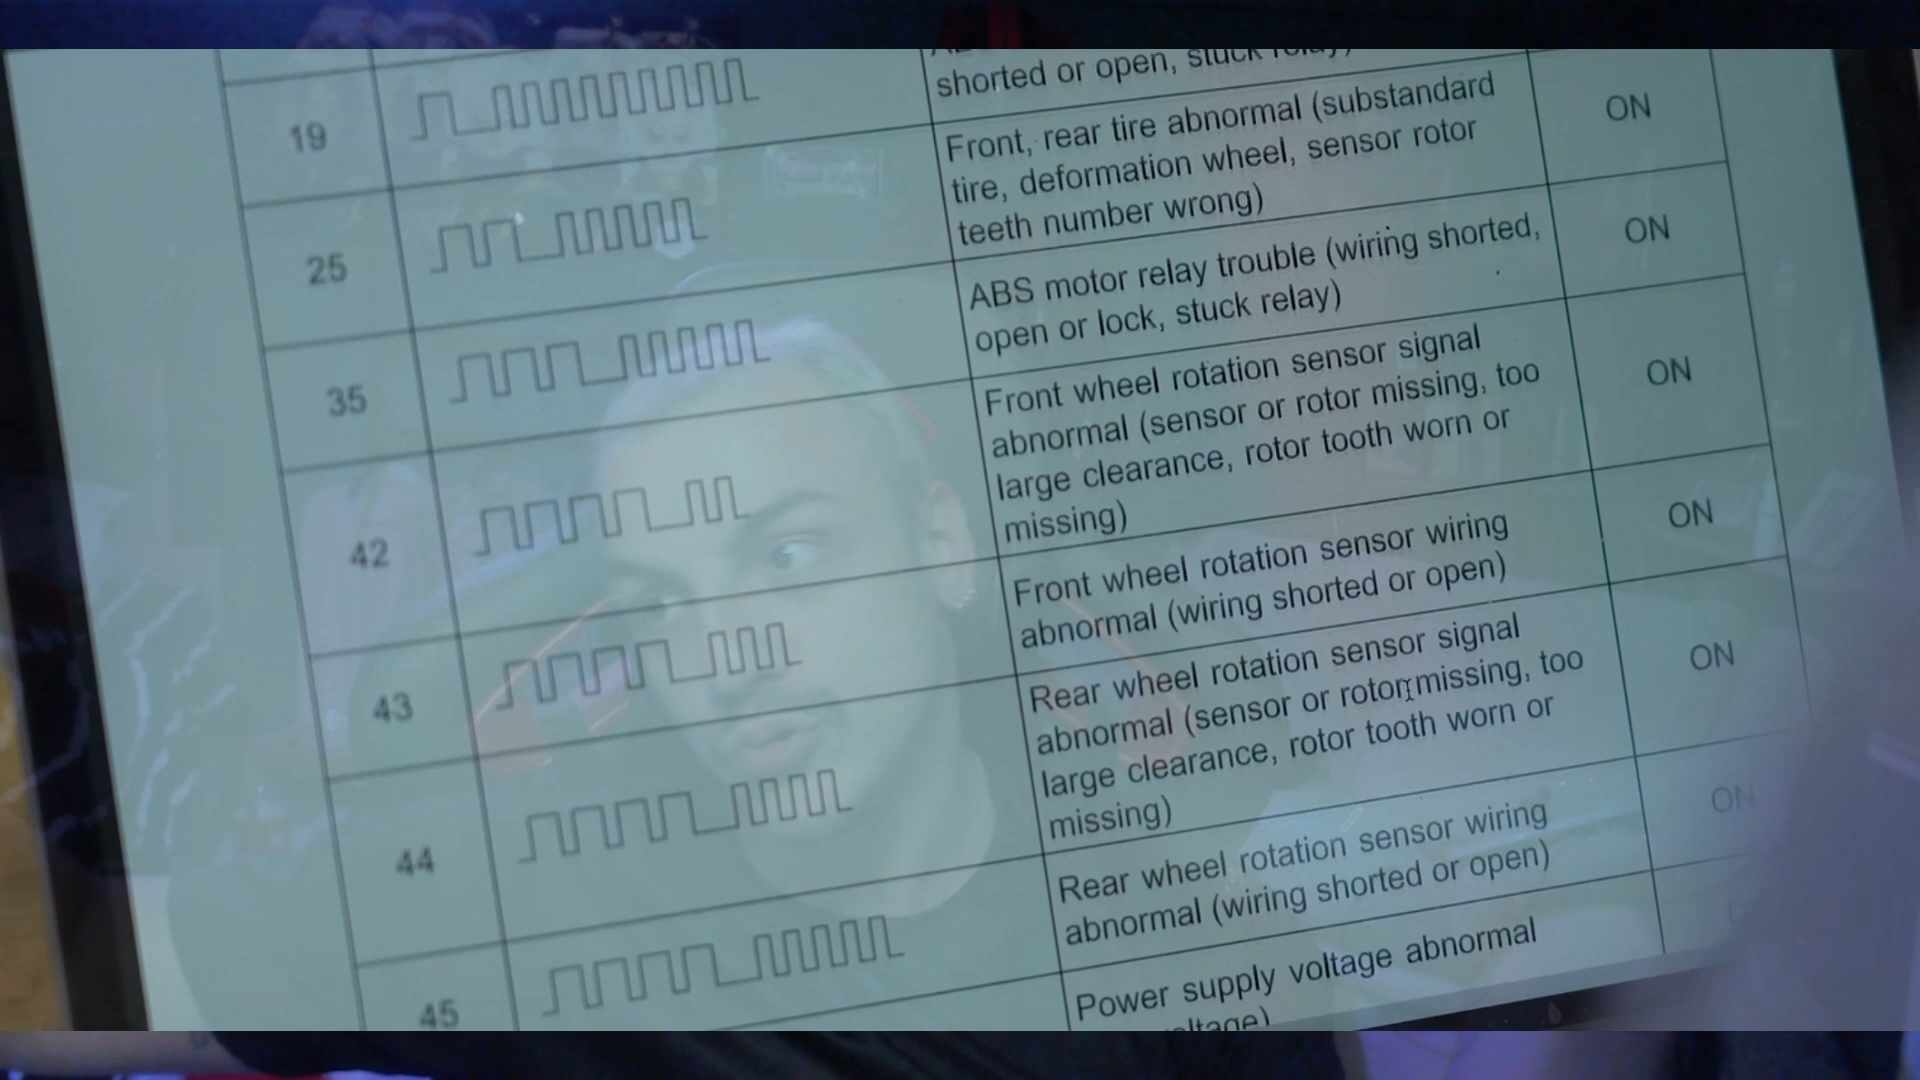 shorted or open, stuck relay)
19
Front, rear tire abnormal (substandard
tire, deformation wheel, sensor rotor
teeth number wrong)
ON
25
ABS motor relay trouble (wiring shorted,
open or lock, stuck relay)
ON
35
Front wheel rotation sensor signal
abnormal (sensor or rotor missing, too
large clearance, rotor tooth worn or
missing)
ON
42
Front wheel rotation sensor wiring
abnormal (wiring shorted or open)
ON
43
Rear wheel rotation sensor signal
abnormal (sensor or rotor missing, too
large clearance, rotor tooth worn or
missing)
ON
44
Rear wheel rotation sensor wiring
abnormal (wiring shorted or open)
ON
45
Power supply voltage abnormal